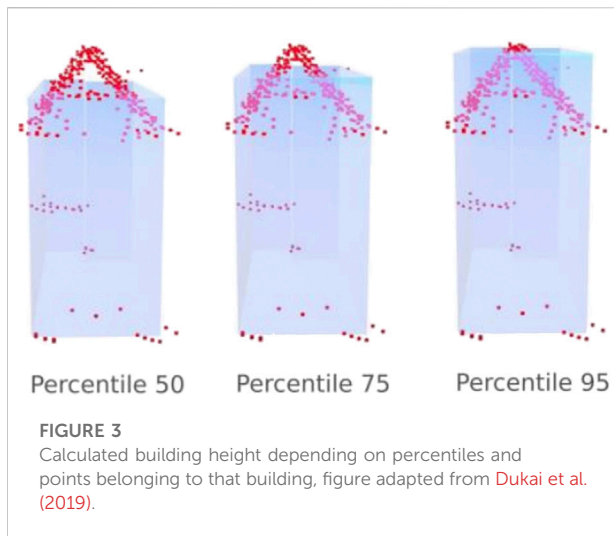 Percentile 50
Percentile 75
Percentile 95
FIGURE 3
Calculated building height depending on percentiles and
points belonging to that building, figure adapted from Dukai et al.
(2019).